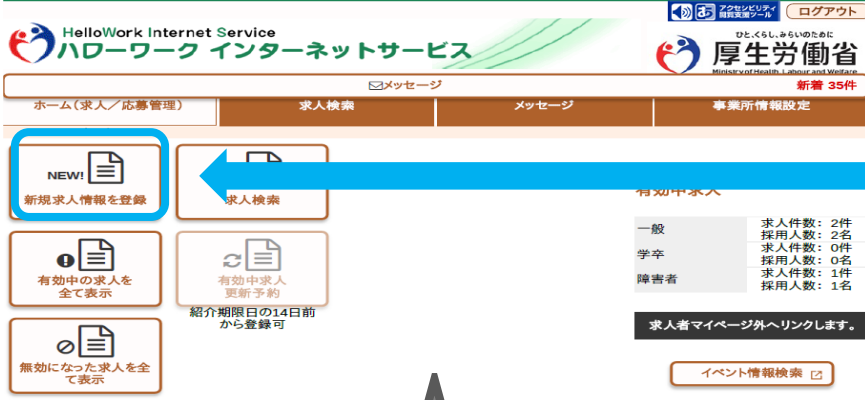 アクセシビリティ
閲覧支援ツール
ログアウト
HelloWork Internet Service
ハローワーク インターネットサービス
ひと、くらし、みらいのために
厚生労働省
Ministry of Health, Labour and Welfare
メッセージ
新着 35件
ホーム(求人/応募管理)
求人検索
メッセージ
事業所情報設定
NEW!
新規求人情報を登録
求人検索
有効中求人
一般
求人件数: 2件
採用人数: 2名
学卒
求人件数: 0件
採用人数: 0名
障害者
求人件数: 1件
採用人数: 1名
有効中の求人を
全て表示
有効中求人
更新予約
紹介期限日の14日前
から登録可
求人者マイページ外へリンクします。
無効になった求人を全
て表示
イベント情報検索